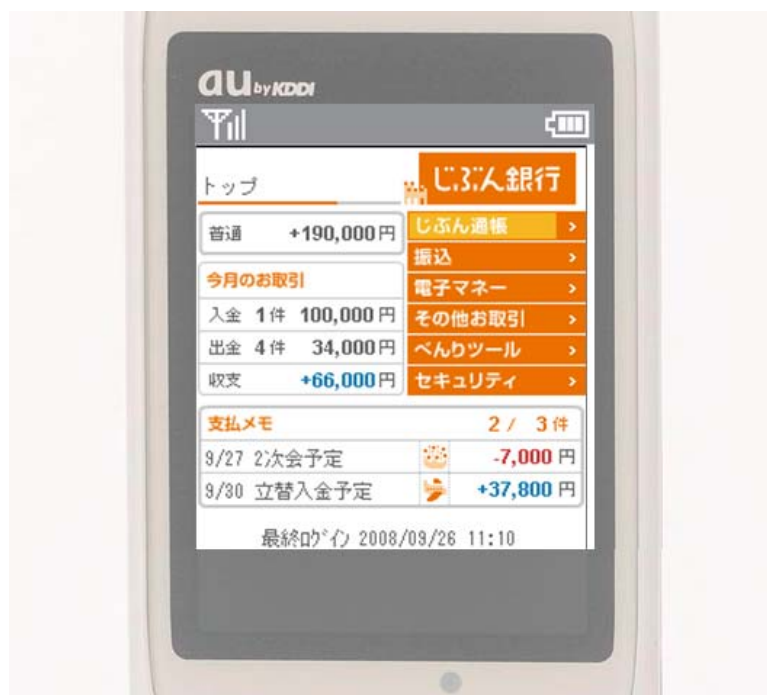 au by KDDI
トップ
じぶん銀行
普通 +190,000円
今月のお取引
入金 1件 100,000円
出金 4件 34,000円
収支 +66,000円
じぶん通帳 >
振込 >
電子マネー >
その他お取引 >
べんりツール >
セキュリティ >
支払メモ 2 / 3件
9/27 2次会予定 -7,000 円
9/30 立替入金予定 +37,800 円
最終ﾛｸﾞｲﾝ 2008/09/26 11:10